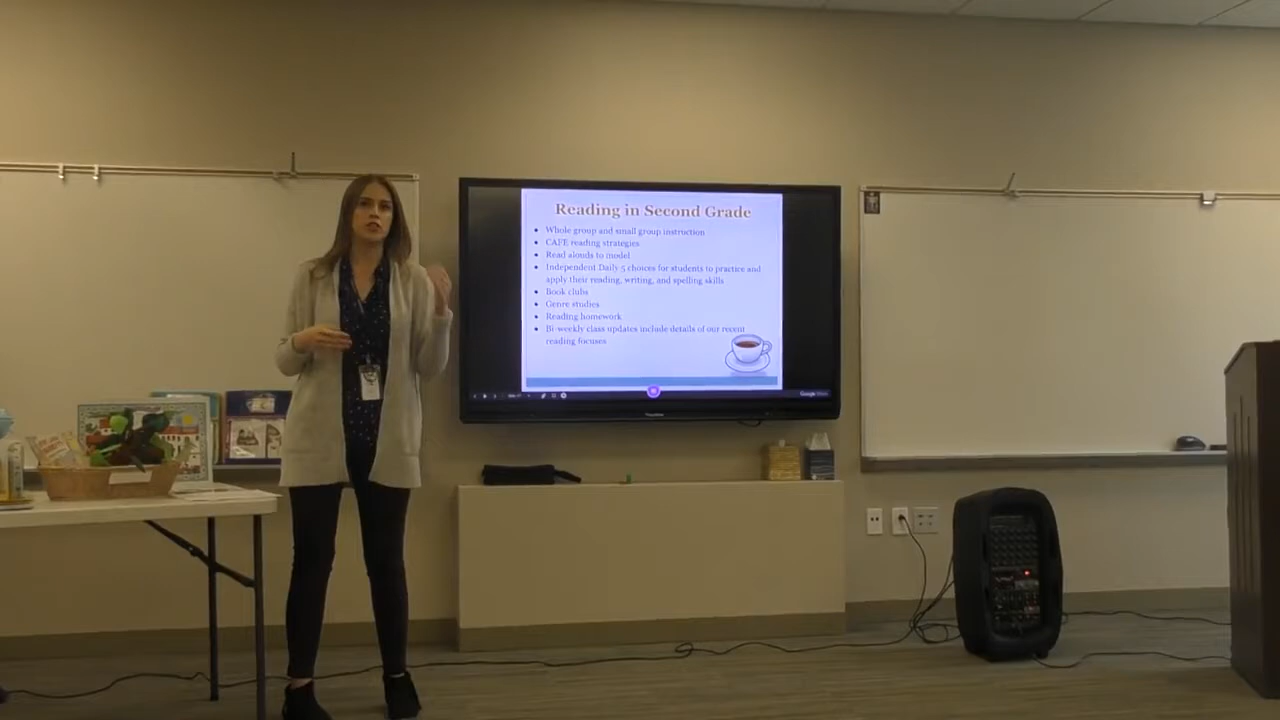 Reading in Second Grade
• Whole group and small group instruction
• CAFE reading strategies
• Read alouds to model
• Independent Daily 5 choices for students to practice and
apply their reading, writing, and spelling skills
• Book clubs
• Genre studies
• Reading homework
• Bi-weekly class updates include details of our recent
reading focuses
Google